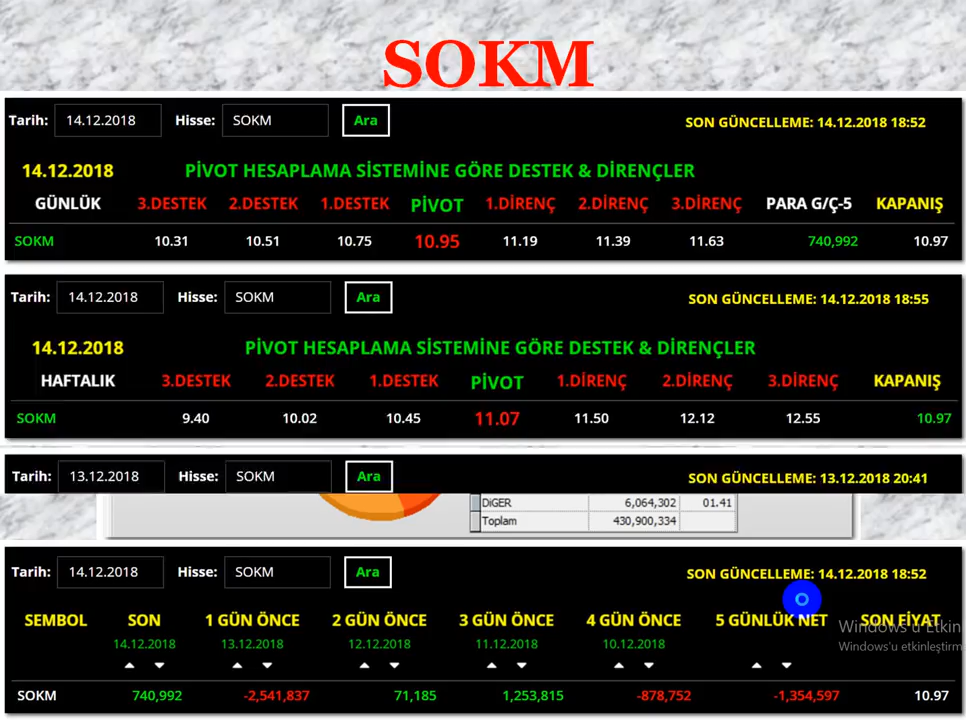 SOKM
Tarih: 14.12.2018 Hisse: SOKM Ara SON GÜNCELLEME: 14.12.2018 18:52
14.12.2018 PİVOT HESAPLAMA SİSTEMİNE GÖRE DESTEK & DİRENÇLER
GÜNLÜK 3.DESTEK 2.DESTEK 1.DESTEK PİVOT 1.DİRENÇ 2.DİRENÇ 3.DİRENÇ PARA G/Ç-5 KAPANIŞ
SOKM 10.31 10.51 10.75 10.95 11.19 11.39 11.63 740,992 10.97
Tarih: 14.12.2018 Hisse: SOKM Ara SON GÜNCELLEME: 14.12.2018 18:55
14.12.2018 PİVOT HESAPLAMA SİSTEMİNE GÖRE DESTEK & DİRENÇLER
HAFTALIK 3.DESTEK 2.DESTEK 1.DESTEK PİVOT 1.DİRENÇ 2.DİRENÇ 3.DİRENÇ KAPANIŞ
SOKM 9.40 10.02 10.45 11.07 11.50 12.12 12.55 10.97
Tarih: 13.12.2018 Hisse: SOKM Ara SON GÜNCELLEME: 13.12.2018 20:41
DiĞER 6,064,302 01.41
Toplam 430,900,334
Tarih: 14.12.2018 Hisse: SOKM Ara SON GÜNCELLEME: 14.12.2018 18:52
SEMBOL SON 1 GÜN ÖNCE 2 GÜN ÖNCE 3 GÜN ÖNCE 4 GÜN ÖNCE 5 GÜNLÜK NET SON FİYAT
Windows'u Etkin
14.12.2018 13.12.2018 12.12.2018 11.12.2018 10.12.2018
Windows'u etkinleştirm
SOKM 740,992 -2,541,837 71,185 1,253,815 -878,752 -1,354,597 10.97